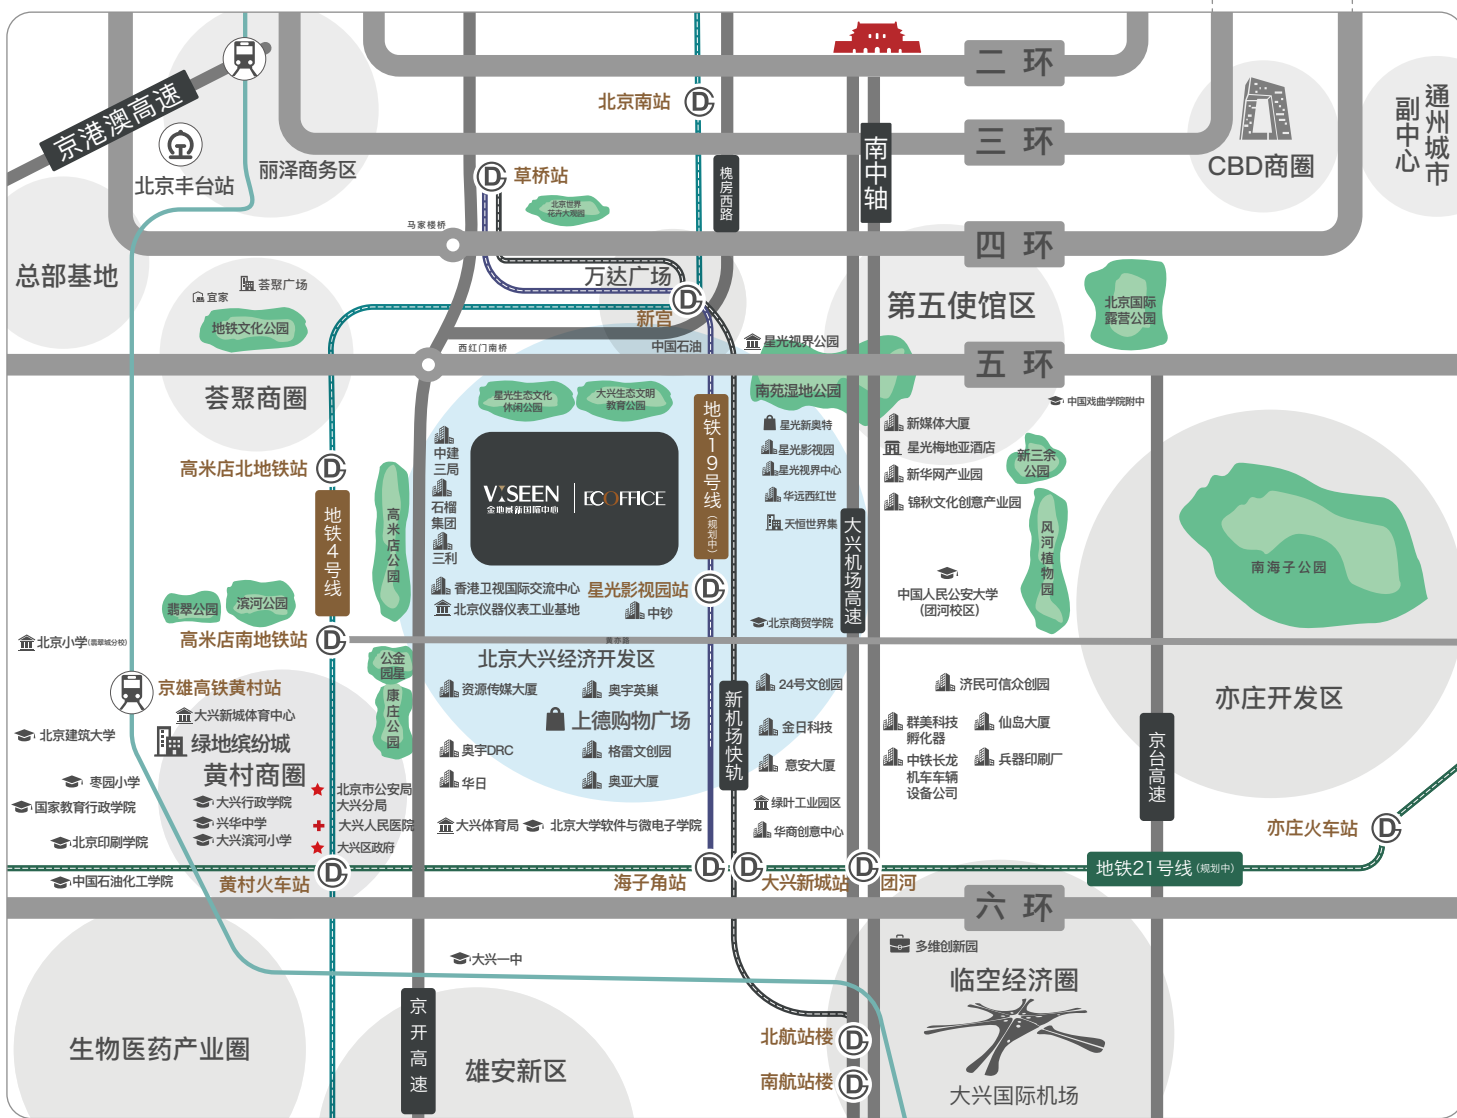 二 环
京港澳高速
北京南站
三 环
CBD商圈
通州城市
副中心
南中轴
北京丰台站
丽泽商务区
草桥站
槐房西路
北京世界
花卉大观园
马家楼桥
四 环
总部基地
荟聚广场
宜家
地铁文化公园
万达广场
新宫
第五使馆区
北京国际
露营公园
西红门南桥
中国石油
星光视界公园
五 环
荟聚商圈
星光生态文化
休闲公园
大兴生态文明
教育公园
南苑湿地公园
中国戏曲学院附中
地铁19号线(规划中)
星光新奥特
星光影视园
星光视界中心
华远西红世
天恒世界集
新媒体大厦
星光梅地亚酒店
新华网产业园
锦秋文化创意产业园
新三余
公园
高米店北地铁站
中建
三局
石榴
集团
三利
VISEEN
金地威新国际中心
ECOFFICE
地铁4号线
高米店公园
大兴机场高速
风河植物园
南海子公园
香港卫视国际交流中心
北京仪器仪表工业基地
星光影视园站
中钞
中国人民公安大学
(团河校区)
翡翠公园
滨河公园
北京商贸学院
北京小学(翡翠城分校)
高米店南地铁站
黄亦路
北京大兴经济开发区
公金
园星
康庄公园
京雄高铁黄村站
资源传媒大厦
奥宇英巢
24号文创园
济民可信众创园
亦庄开发区
大兴新城体育中心
上德购物广场
新机场快轨
金日科技
群美科技
孵化器
仙岛大厦
北京建筑大学
绿地缤纷城
奥宇DRC
格雷文创园
意安大厦
中铁长龙
机车车辆
设备公司
兵器印刷厂
京台高速
黄村商圈
枣园小学
华日
奥亚大厦
北京市公安局
大兴分局
国家教育行政学院
大兴行政学院
绿叶工业园区
兴华中学
大兴人民医院
大兴体育局
北京大学软件与微电子学院
华商创意中心
亦庄火车站
北京印刷学院
大兴滨河小学
大兴区政府
地铁21号线(规划中)
中国石油化工学院
黄村火车站
海子角站
大兴新城站
团河
六 环
多维创新园
大兴一中
临空经济圈
京开高速
北航站楼
生物医药产业圈
雄安新区
南航站楼
大兴国际机场